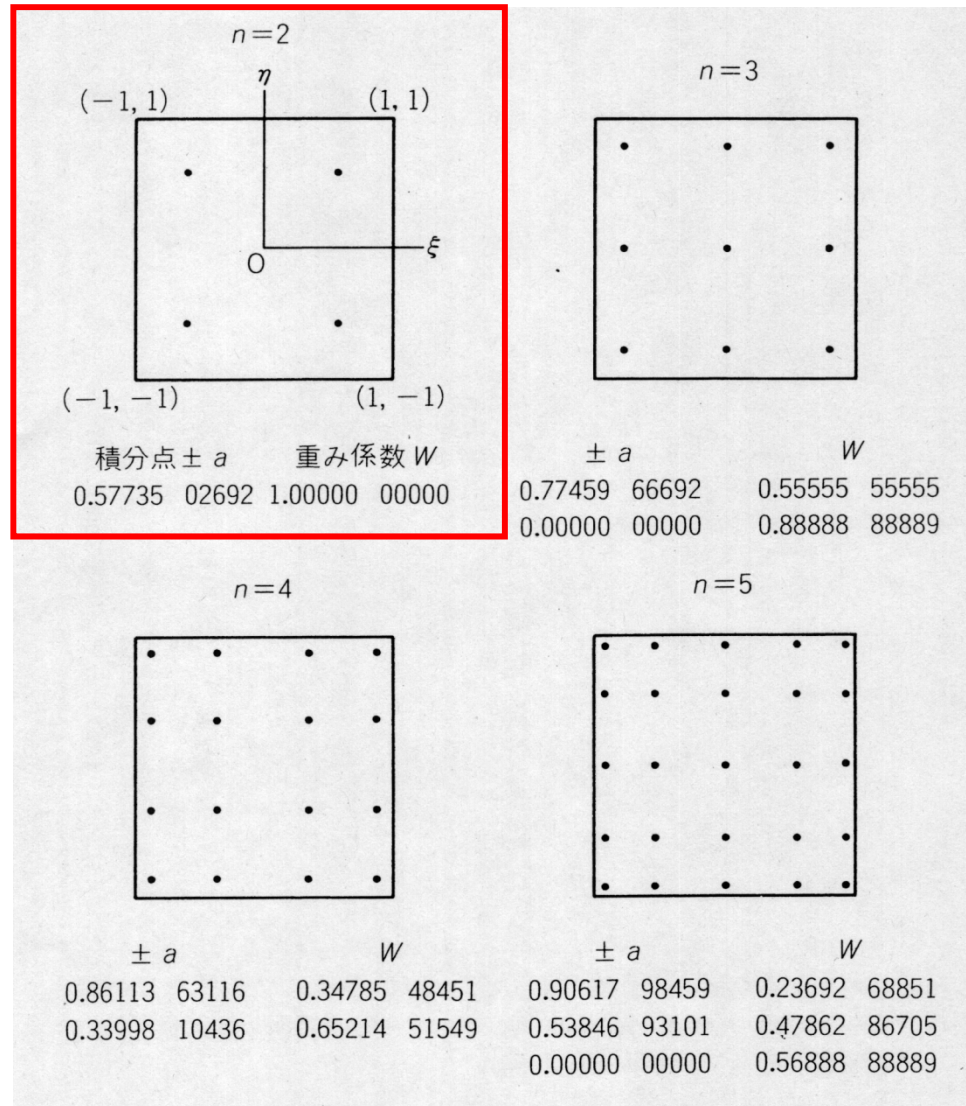 n=2
η
(-1, 1) (1, 1)
ξ
O
(-1, -1) (1, -1)
積分点± a 重み係数 W
0.57735 02692 1.00000 00000
n=3
± a W
0.77459 66692 0.55555 55555
0.00000 00000 0.88888 88889
n=4
± a W
0.86113 63116 0.34785 48451
0.33998 10436 0.65214 51549
n=5
± a W
0.90617 98459 0.23692 68851
0.53846 93101 0.47862 86705
0.00000 00000 0.56888 88889